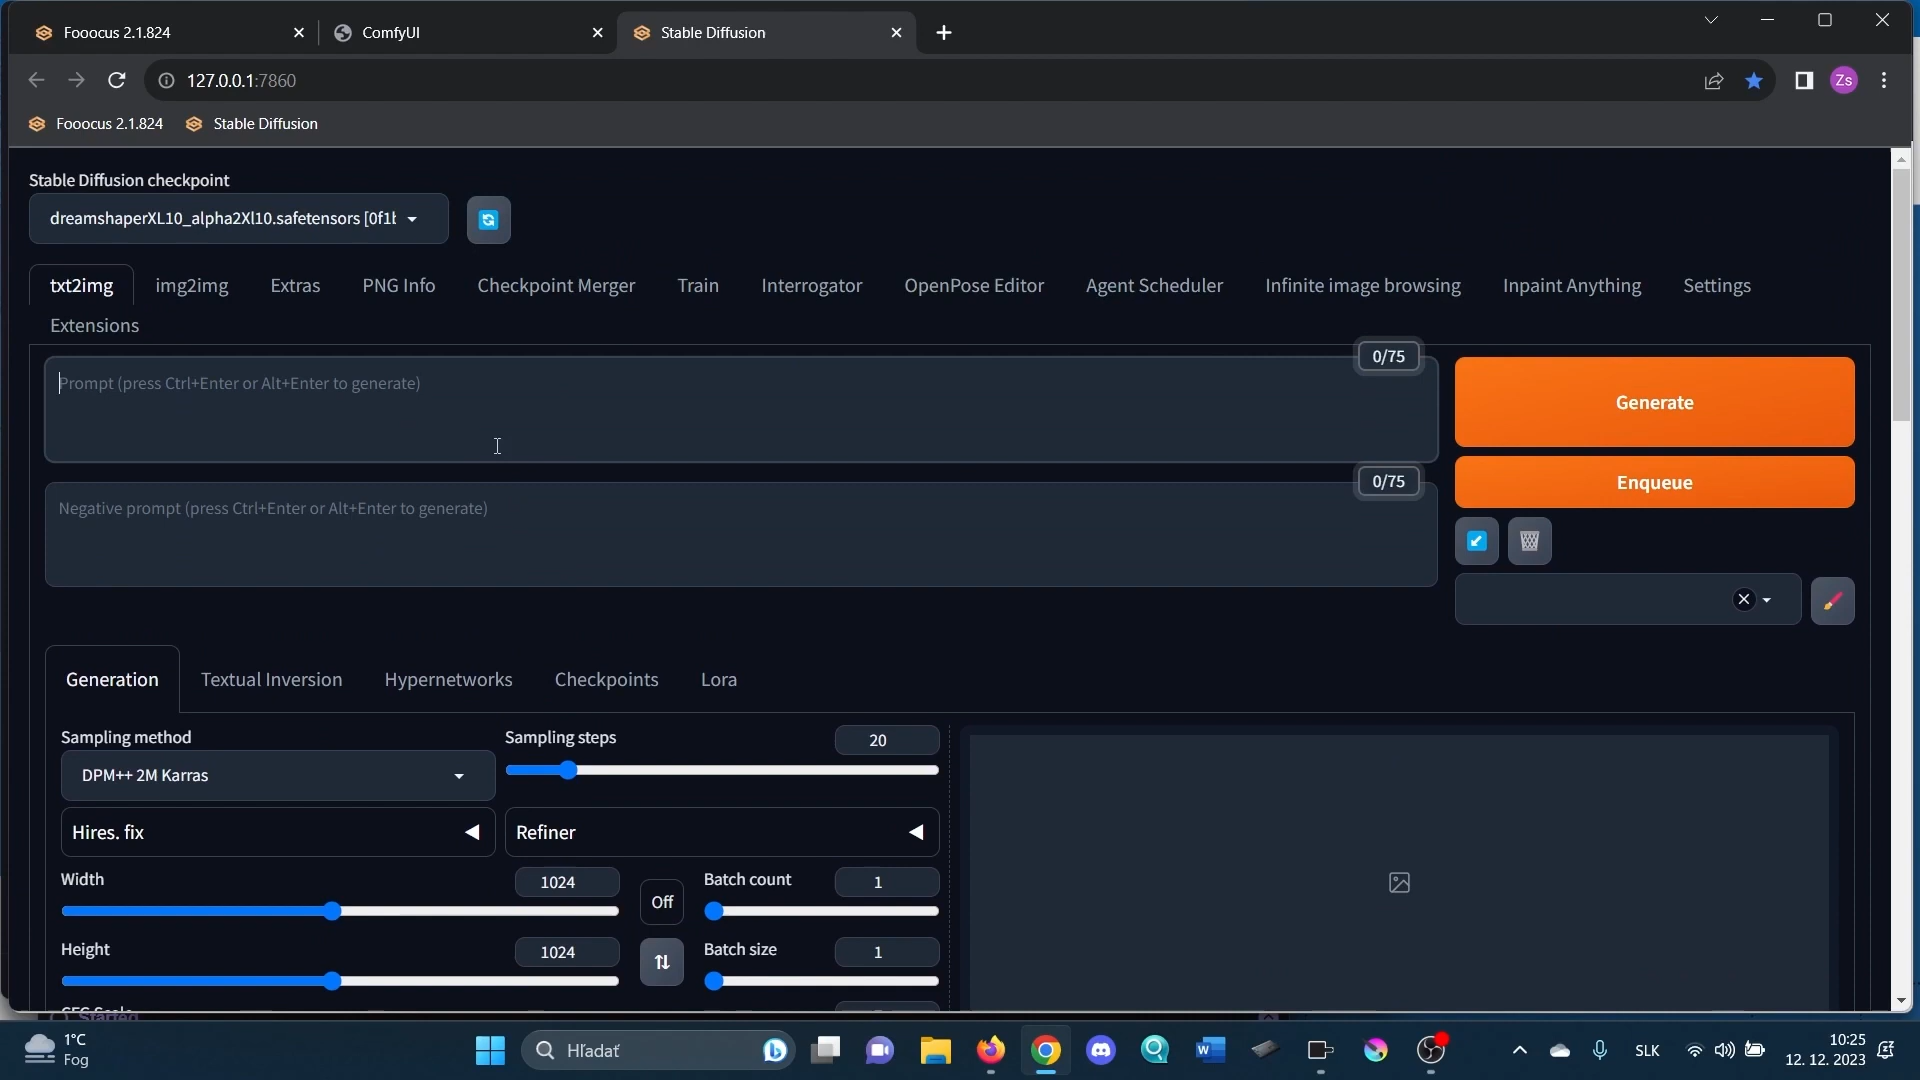 Fooocus 2.1.824
ComfyUI
Stable Diffusion
127.0.0.1:7860
Zs
Fooocus 2.1.824
Stable Diffusion
Stable Diffusion checkpoint
dreamshaperXL10_alpha2Xl10.safetensors [0f1b
txt2img img2img Extras PNG Info Checkpoint Merger Train Interrogator OpenPose Editor Agent Scheduler Infinite image browsing Inpaint Anything Settings
Extensions
0/75
Prompt (press Ctrl+Enter or Alt+Enter to generate)
Generate
0/75
Enqueue
Negative prompt (press Ctrl+Enter or Alt+Enter to generate)
Generation Textual Inversion Hypernetworks Checkpoints Lora
Sampling method
Sampling steps
20
DPM++ 2M Karras
Hires. fix
Refiner
Width
1024
Off
Batch count
1
Height
1024
Batch size
1
CFG Scale
Started
1°C
Fog
Hľadať
SLK
10:25
12. 12. 2023